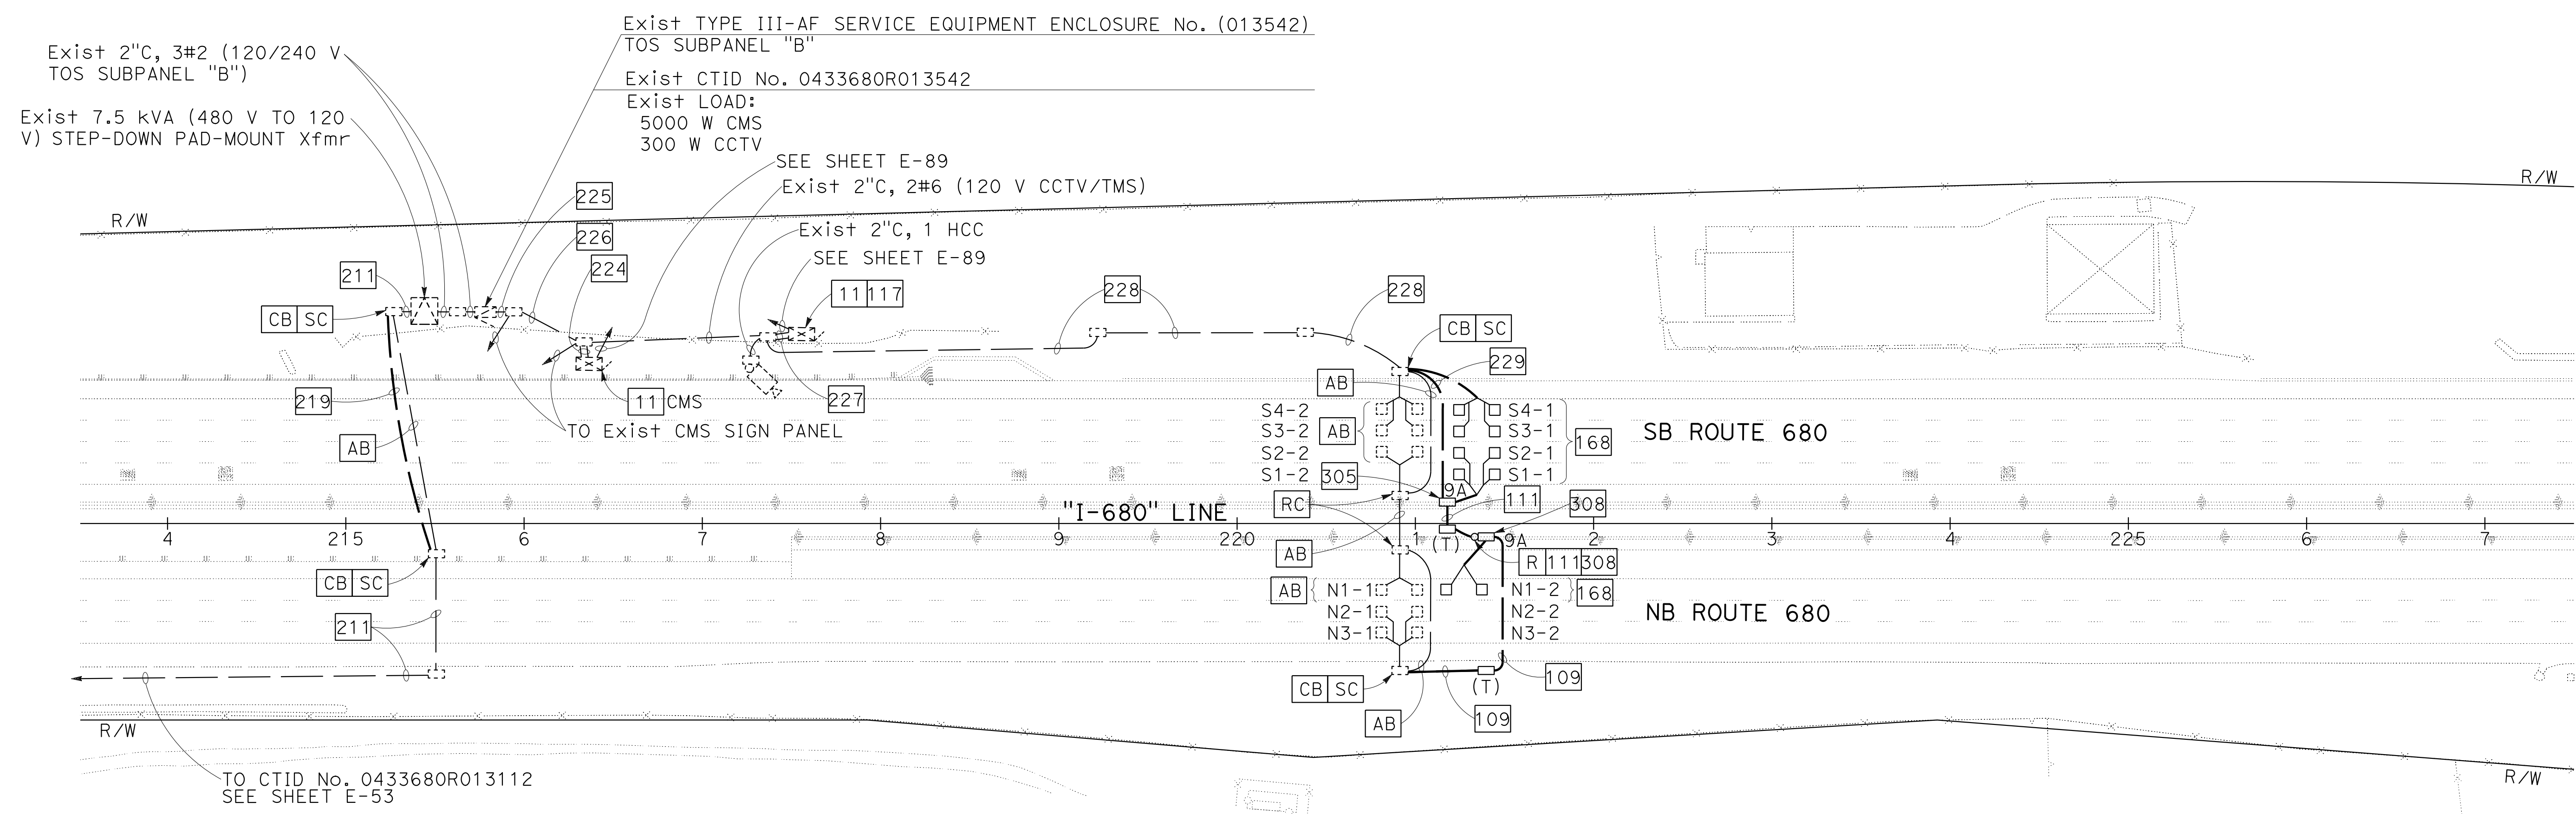 Exist TYPE III-AF SERVICE EQUIPMENT ENCLOSURE No. (013542)
TOS SUBPANEL "B"
Exist 2"C, 3#2 (120/240 V
TOS SUBPANEL "B")
Exist CTID No. 0433680R013542
Exist LOAD:
5000 W CMS
300 W CCTV
Exist 7.5 kVA (480 V TO 120
V) STEP-DOWN PAD-MOUNT Xfmr
SEE SHEET E-89
Exist 2"C, 2#6 (120 V CCTV/TMS)
R/W
R/W
225
226
224
Exist 2"C, 1 HCC
SEE SHEET E-89
211
11 117
228
228
CB SC
CB SC
229
AB
219
11 CMS
227
TO Exist CMS SIGN PANEL
AB
S4-2
S3-2
S2-2
S1-2
AB
S4-1
S3-1
S2-1
S1-1
168
SB ROUTE 680
305
9A
RC
111
308
"I-680" LINE
4
215
6
7
8
9
220
1
2
3
4
225
6
7
(T)
9A
AB
R 111 308
CB SC
AB
N1-1
N2-1
N3-1
N1-2
N2-2
N3-2
168
NB ROUTE 680
211
CB SC
(T)
109
AB
109
R/W
R/W
TO CTID No. 0433680R013112
SEE SHEET E-53